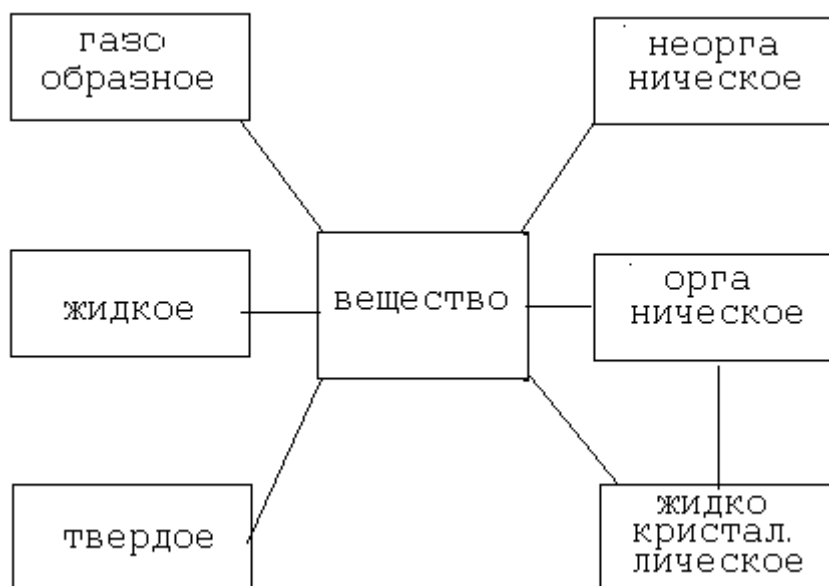 газо
образное
неорга
ническое
жидкое
вещество
орга
ническое
твердое
жидко
кристал.
лическое